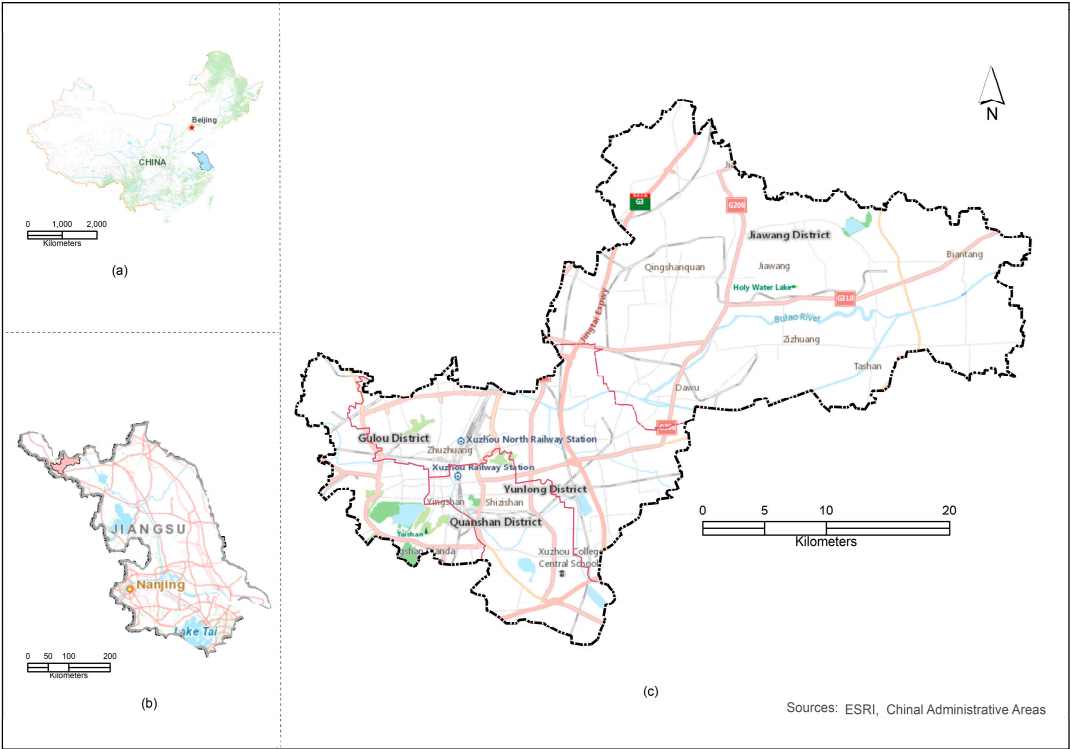 Beijing
CHINA
0 1,000 2,000
Kilometers
(a)
JIANGSU
Nanjing
Lake Tai
0 50 100 200
Kilometers
(b)
N
G3
G206
Jiawang District
Qingshanquan
Jiawang
Biantang
Holy Water Lake
G310
Jingtai Expwy
Bulao River
Zizhuang
Tashan
Dawu
Gulou District
Xuzhou North Railway Station
Zhuzhuang
Xuzhou Railway Station
Yunlong District
Yingshan
Shizishan
Quanshan District
Taishan
Xuzhou College
Central School
0 5 10 20
Kilometers
(c)
Sources: ESRI, Chinal Administrative Areas